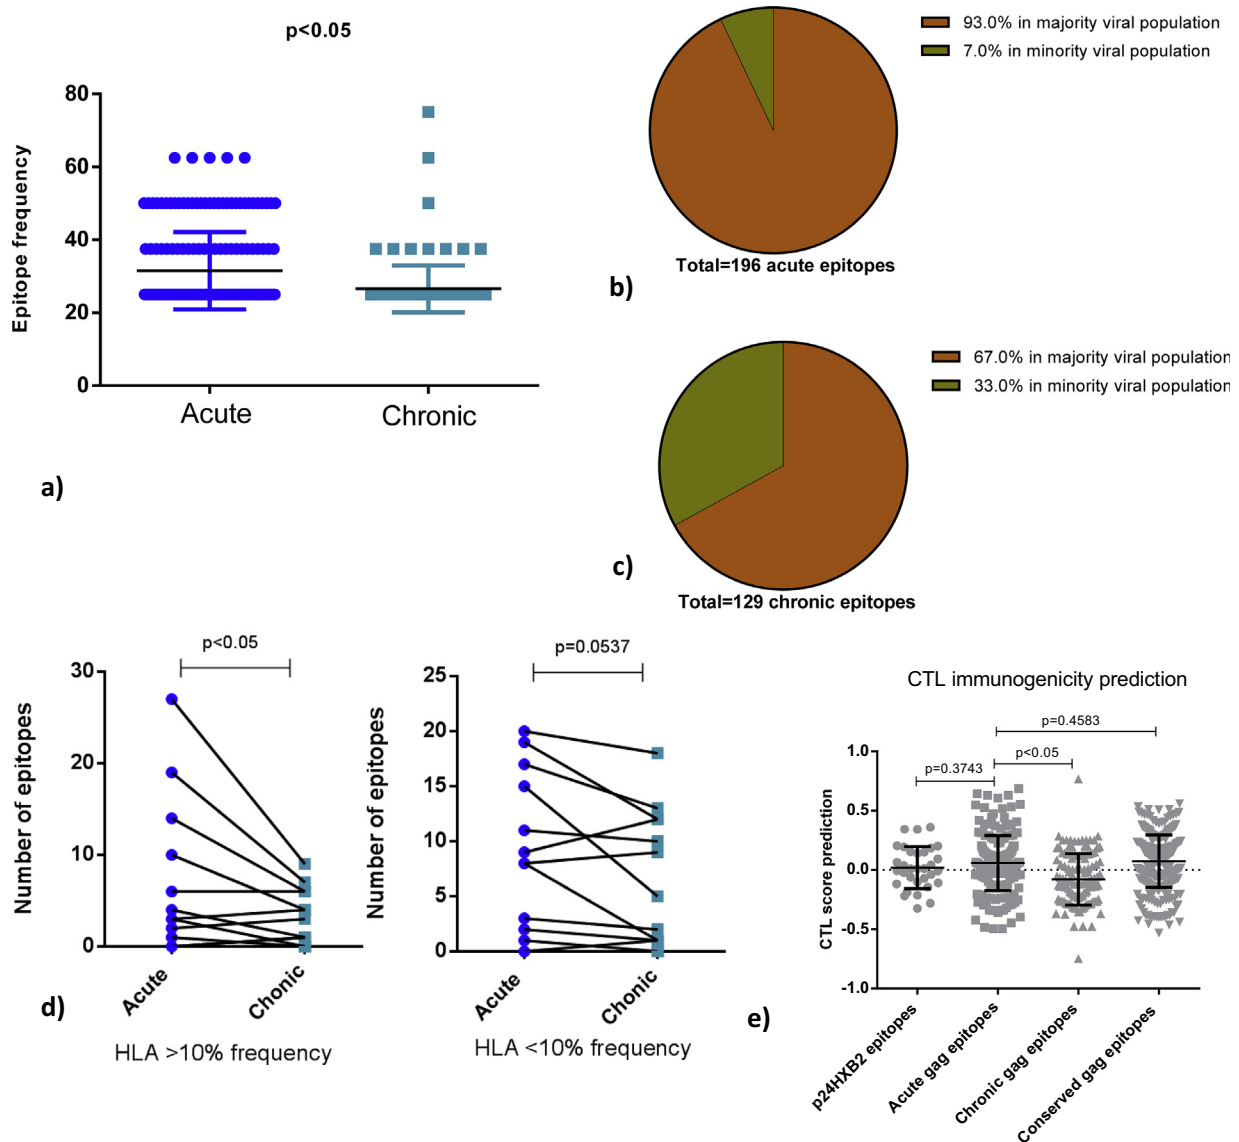 p<0.05
Epitope frequency
80
60
40
20
0
Acute
Chronic
a)
93.0% in majority viral population
7.0% in minority viral population
Total=196 acute epitopes
b)
67.0% in majority viral population
33.0% in minority viral population
Total=129 chronic epitopes
c)
p<0.05
Number of epitopes
30
20
10
0
Acute
Chonic
HLA >10% frequency
p=0.0537
Number of epitopes
25
20
15
10
5
0
Acute
Chonic
HLA <10% frequency
d)
CTL immunogenicity prediction
p=0.4583
p<0.05
p=0.3743
CTL score prediction
1.0
0.5
0.0
-0.5
-1.0
p24HXB2 epitopes
Acute gag epitopes
Chronic gag epitopes
Conserved gag epitopes
e)